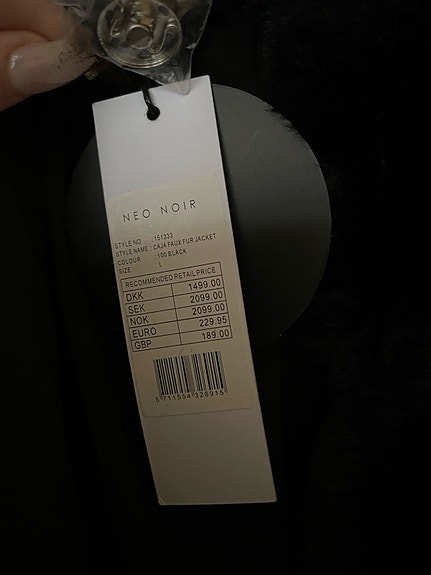 NEO NOIR
STYLE NO : 151333
STYLE NAME : CAJA FAUX FUR JACKET
COLOUR : 100 BLACK
SIZE L
RECOMMENDED RETAIL PRICE
DKK 1499.00
SEK 2099.00
NOK 2099.00
EURO 229.95
GBP 189.00
5711554326915